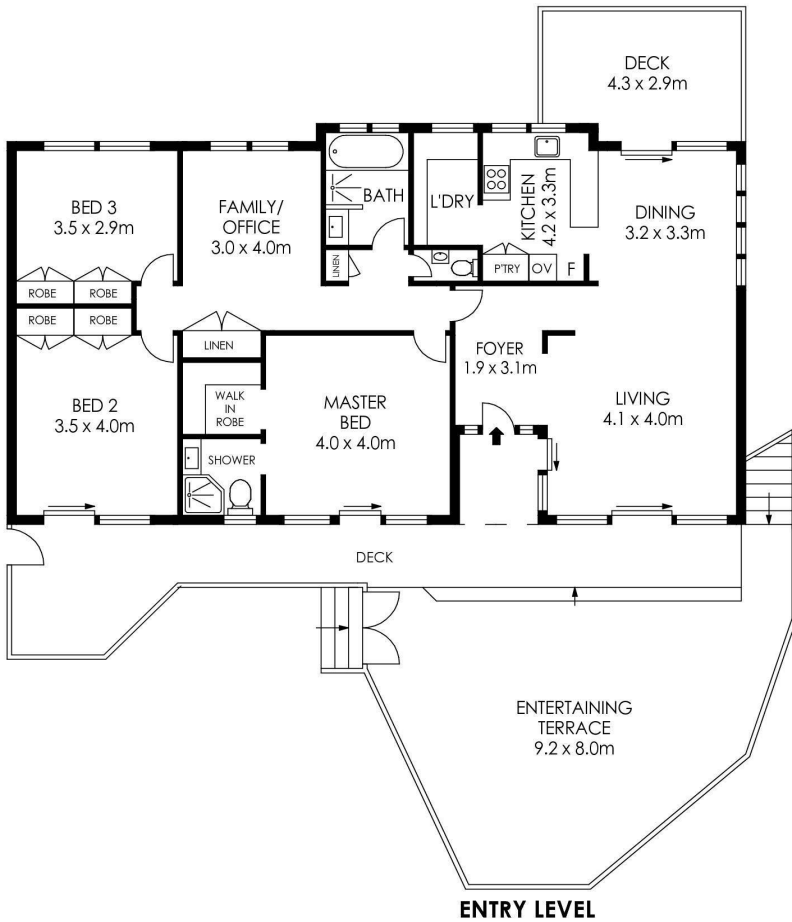 DECK
4.3 x 2.9m
BED 3
3.5 x 2.9m
FAMILY/
OFFICE
3.0 x 4.0m
BATH
L'DRY
KITCHEN
4.2 x 3.3m
DINING
3.2 x 3.3m
LINEN
P'TRY
OV
F
ROBE
ROBE
ROBE
ROBE
LINEN
FOYER
1.9 x 3.1m
BED 2
3.5 x 4.0m
WALK
IN
ROBE
MASTER
BED
4.0 x 4.0m
LIVING
4.1 x 4.0m
SHOWER
DECK
ENTERTAINING
TERRACE
9.2 x 8.0m
ENTRY LEVEL